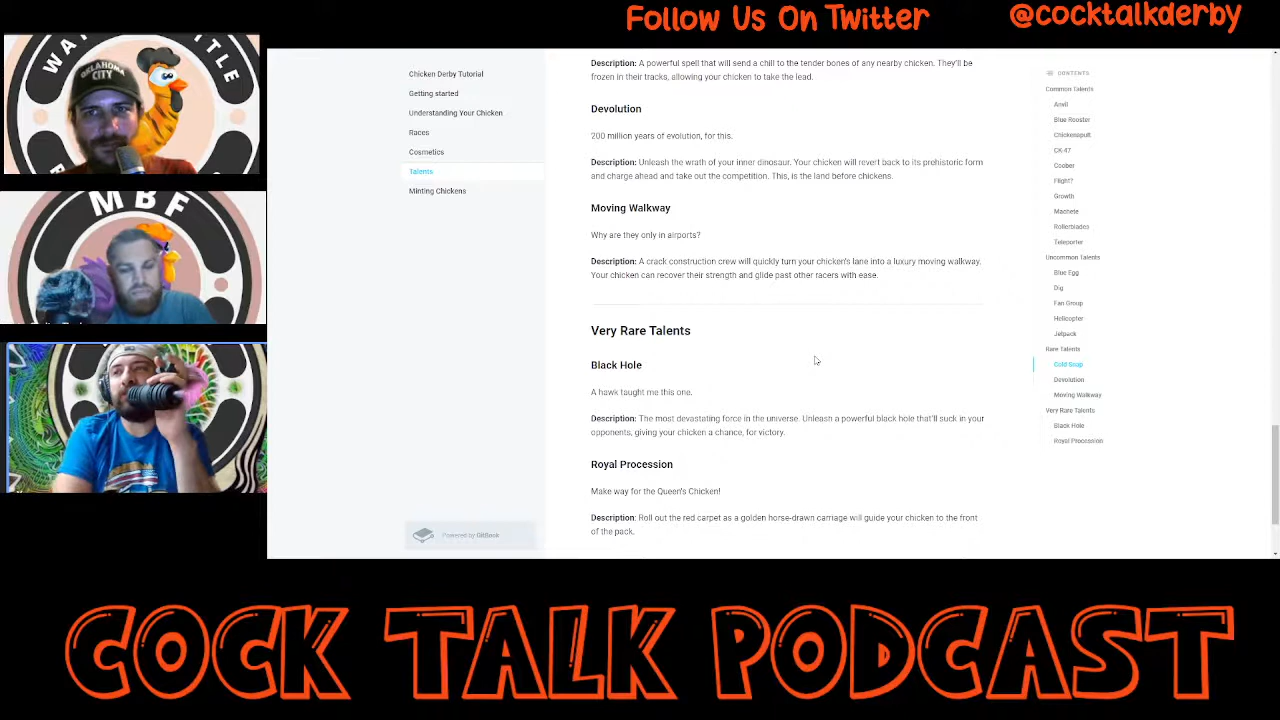 Follow Us On Twitter
@cocktalkderby
OKLAHOMA
CITY
MBF
Chicken Derby Tutorial
Getting started
Understanding Your Chicken
Races
Cosmetics
Talents
Minting Chickens
Powered by GitBook
Description: A powerful spell that will send a chill to the tender bones of any nearby chicken. They'll be
frozen in their tracks, allowing your chicken to take the lead.
Devolution
200 million years of evolution, for this.
Description: Unleash the wrath of your inner dinosaur. Your chicken will revert back to its prehistoric form
and charge ahead and take out the competition. This, is the land before chickens.
Moving Walkway
Why are they only in airports?
Description: A crack construction crew will quickly turn your chicken's lane into a luxury moving walkway.
Your chicken can recover their strength and glide past other racers with ease.
Very Rare Talents
Black Hole
A hawk taught me this one.
Description: The most devastating force in the universe. Unleash a powerful black hole that'll suck in your
opponents, giving your chicken a chance, for victory.
Royal Procession
Make way for the Queen's Chicken!
Description: Roll out the red carpet as a golden horse-drawn carriage will guide your chicken to the front
of the pack.
CONTENTS
Common Talents
Anvil
Blue Rooster
Chickenapult
CK-47
Coober
Flight?
Growth
Machete
Rollerblades
Teleporter
Uncommon Talents
Blue Egg
Dig
Fan Group
Helicopter
Jetpack
Rare Talents
Cold Snap
Devolution
Moving Walkway
Very Rare Talents
Black Hole
Royal Procession
COCK TALK PODCAST